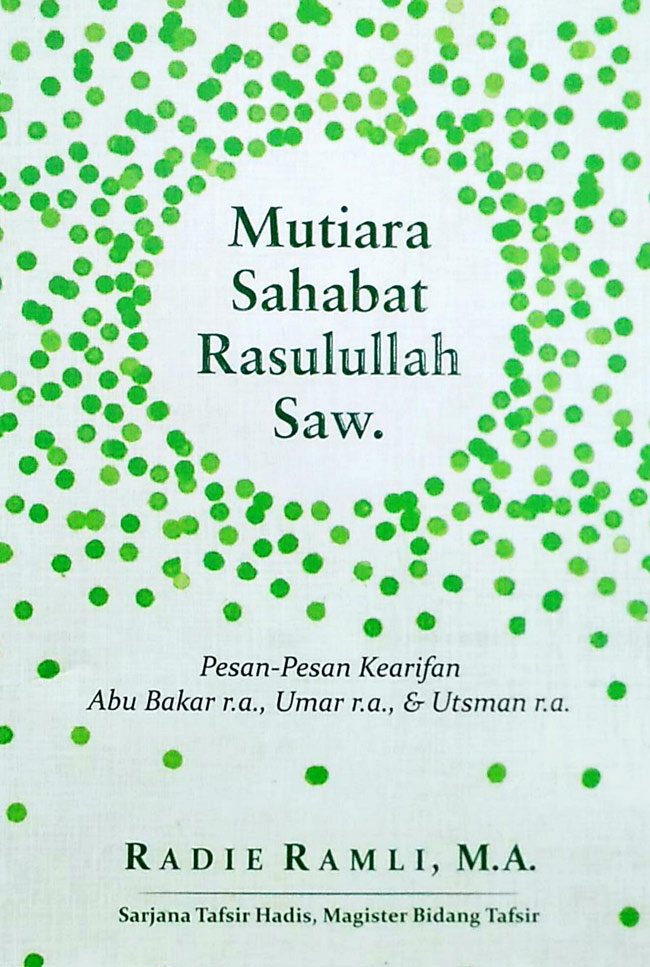 Mutiara
Sahabat
Rasulullah
Saw.
Pesan-Pesan Kearifan
Abu Bakar r.a., Umar r.a., & Utsman r.a.
RADIE RAMLI, M.A.
Sarjana Tafsir Hadis, Magister Bidang Tafsir